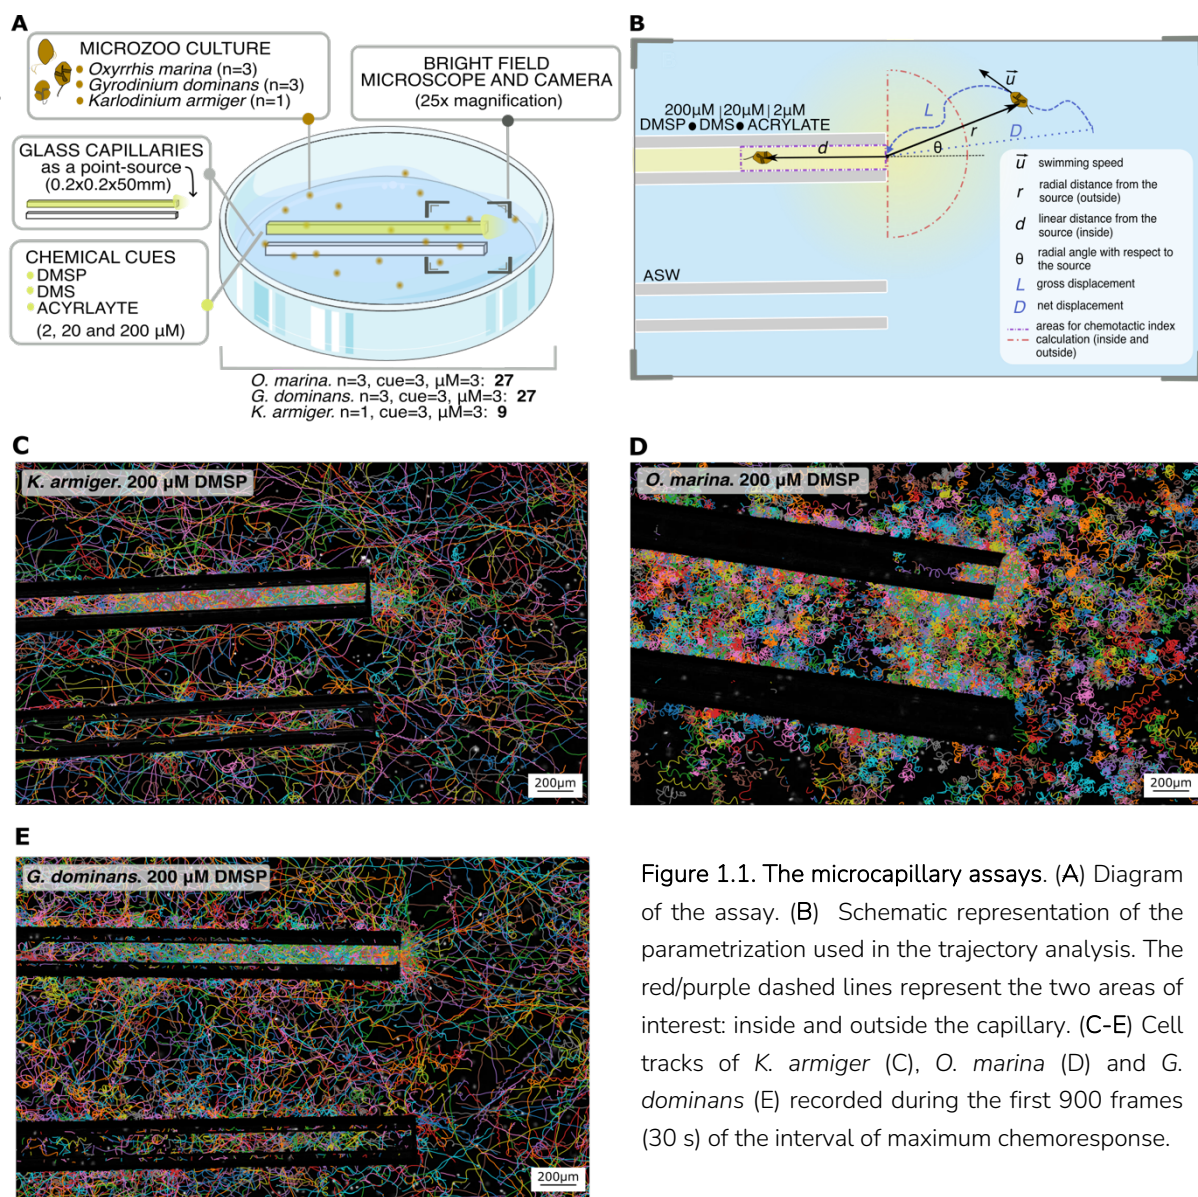 A
MICROZOO CULTURE
Oxyrrhis marina (n=3)
Gyrodinium dominans (n=3)
Karlodinium armiger (n=1)
BRIGHT FIELD
MICROSCOPE AND CAMERA
(25x magnification)
GLASS CAPILLARIES
as a point-source
(0.2x0.2x50mm)
CHEMICAL CUES
DMSP
DMS
ACYRLAYTE
(2, 20 and 200 µM)
O. marina. n=3, cue=3, µM=3: 27
G. dominans. n=3, cue=3, µM=3: 27
K. armiger. n=1, cue=3, µM=3: 9
B
200µM |20µM | 2µM
DMSP ● DMS ● ACRYLATE
d
L
r
u
D
θ
ASW
u swimming speed
r radial distance from the
source (outside)
d linear distance from the
source (inside)
θ radial angle with respect to
the source
L gross displacement
D net displacement
areas for chemotactic index
calculation (inside and
outside)
C
K. armiger. 200 µM DMSP
200µm
D
O. marina. 200 µM DMSP
200µm
E
G. dominans. 200 µM DMSP
200µm
Figure 1.1. The microcapillary assays. (A) Diagram
of the assay. (B) Schematic representation of the
parametrization used in the trajectory analysis. The
red/purple dashed lines represent the two areas of
interest: inside and outside the capillary. (C-E) Cell
tracks of K. armiger (C), O. marina (D) and G.
dominans (E) recorded during the first 900 frames
(30 s) of the interval of maximum chemoresponse.